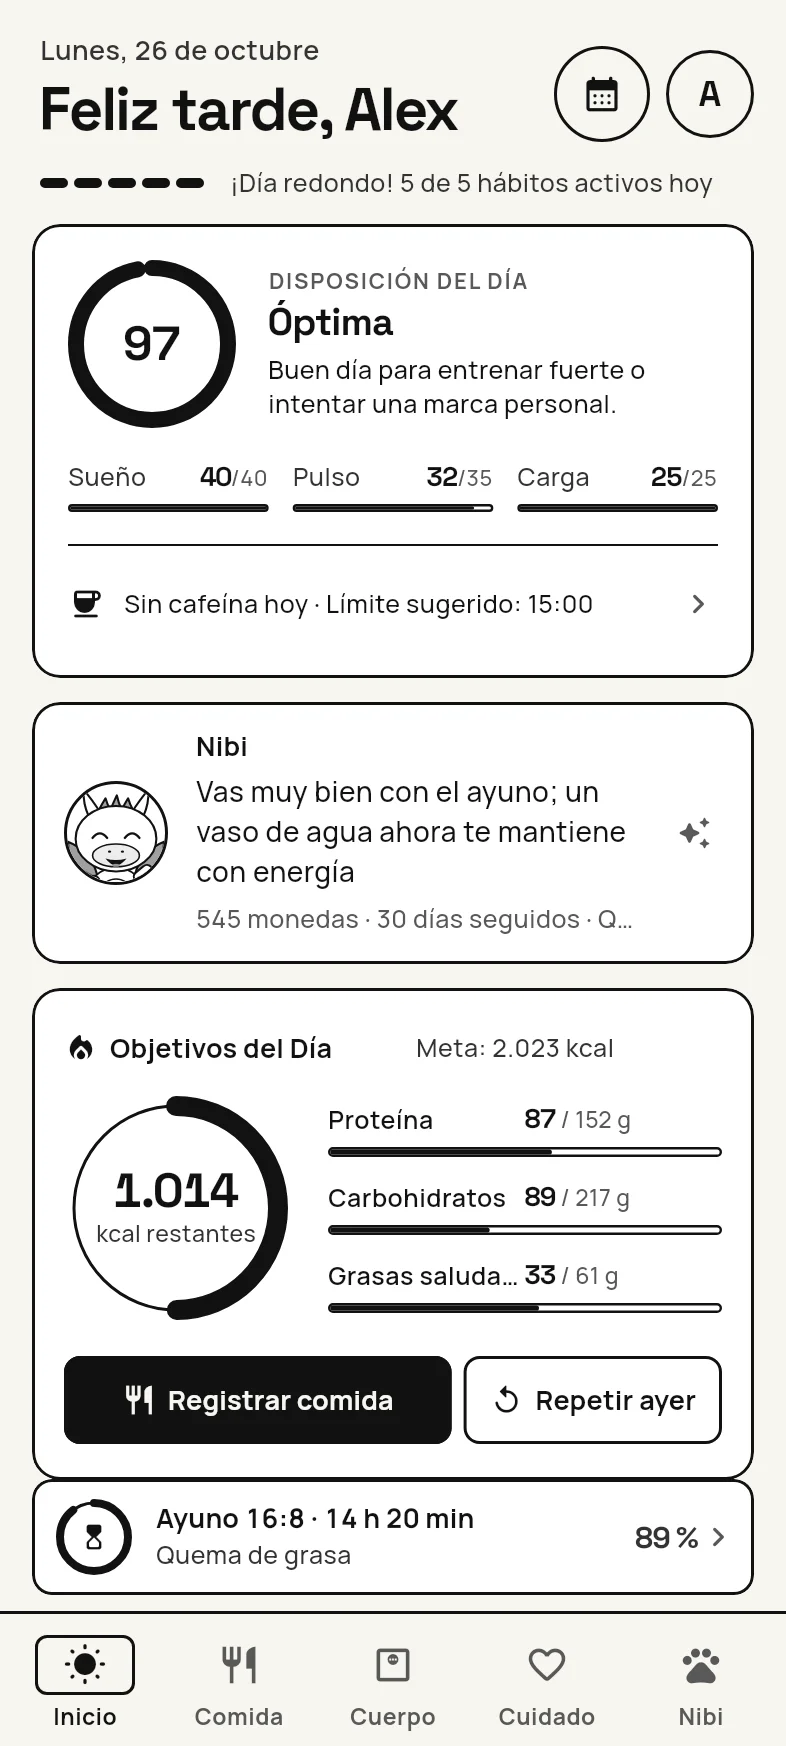 Lunes, 26 de octubre
Feliz tarde, Alex
A
¡Día redondo! 5 de 5 hábitos activos hoy
97
DISPOSICIÓN DEL DÍA
Óptima
Buen día para entrenar fuerte o
intentar una marca personal.
Sueño 40/40 Pulso 32/35 Carga 25/25
Sin cafeína hoy · Límite sugerido: 15:00
Nibi
Vas muy bien con el ayuno; un
vaso de agua ahora te mantiene
con energía
545 monedas · 30 días seguidos · Q…
Objetivos del Día Meta: 2.023 kcal
1.014
kcal restantes
Proteína 87 / 152 g
Carbohidratos 89 / 217 g
Grasas saluda… 33 / 61 g
Registrar comida Repetir ayer
Ayuno 16:8 · 14 h 20 min
Quema de grasa
89 %
Inicio Comida Cuerpo Cuidado Nibi